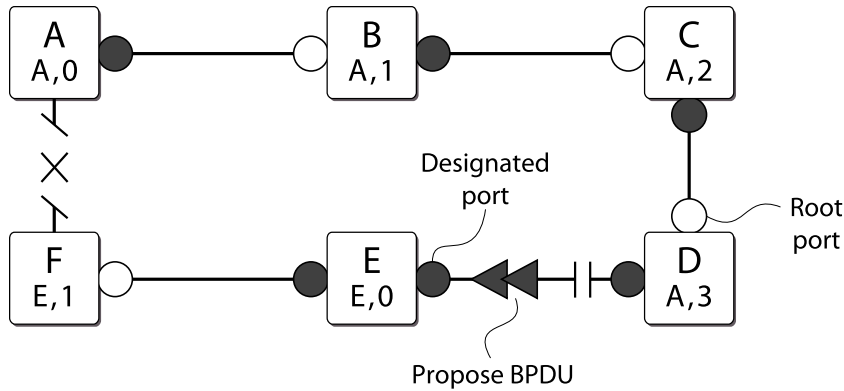 A
A,0
B
A,1
C
A,2
Designated
port
Root
port
F
E,1
E
E,0
D
A,3
Propose BPDU